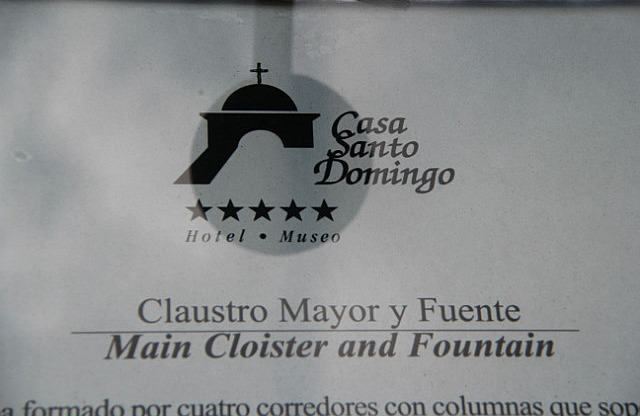 Casa
Santo
Domingo
★★★★★
Hotel • Museo
Claustro Mayor y Fuente
Main Cloister and Fountain
a formado por cuatro corredores con columnas que son